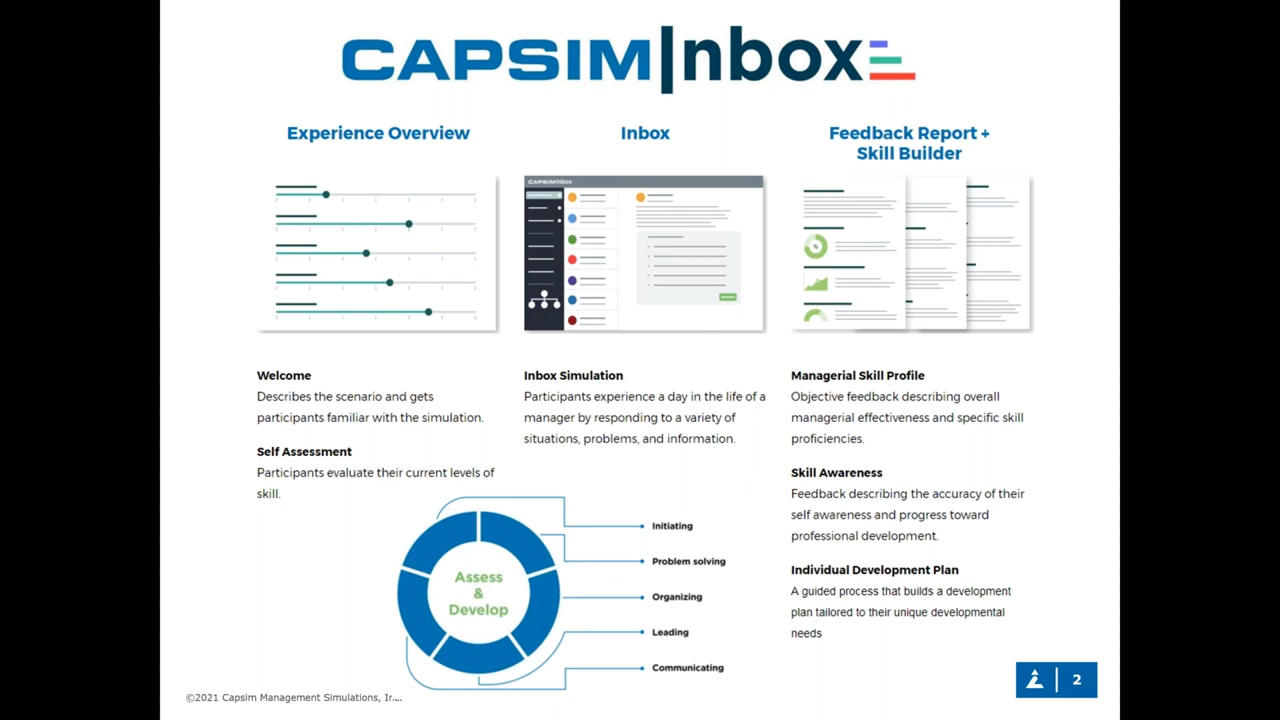 CAPSIMInbox
Experience Overview
Inbox
Feedback Report +
Skill Builder
CAPSIMInbox
Welcome
Describes the scenario and gets
participants familiar with the simulation.
Self Assessment
Participants evaluate their current levels of
skill.
Inbox Simulation
Participants experience a day in the life of a
manager by responding to a variety of
situations, problems, and information.
Managerial Skill Profile
Objective feedback describing overall
managerial effectiveness and specific skill
proficiencies.
Skill Awareness
Feedback describing the accuracy of their
self awareness and progress toward
professional development.
Individual Development Plan
A guided process that builds a development
plan tailored to their unique developmental
needs
Assess
&
Develop
Initiating
Problem solving
Organizing
Leading
Communicating
©2021 Capsim Management Simulations,
2